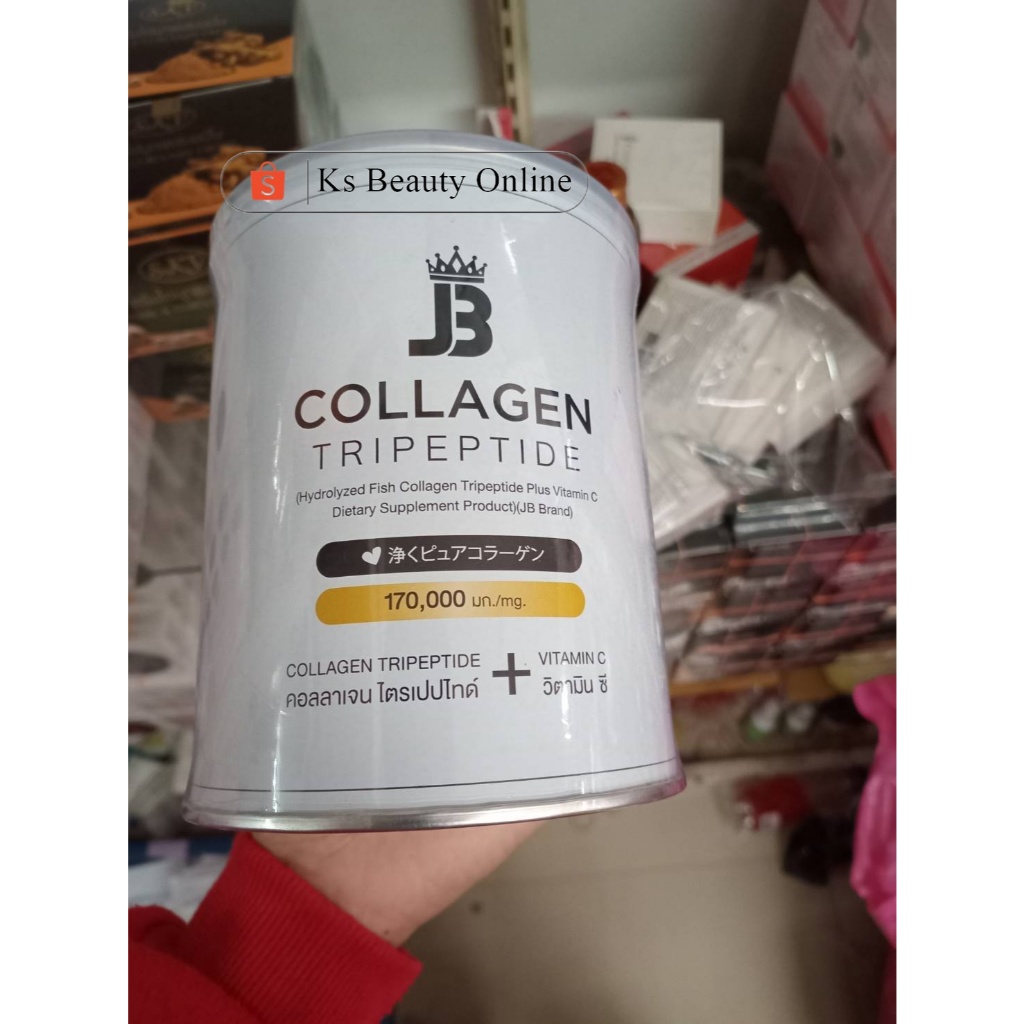 Ks Beauty Online
JB
COLLAGEN
TRIPEPTIDE
(Hydrolyzed Fish Collagen Tripeptide Plus Vitamin C
Dietary Supplement Product)(JB Brand)
浄くピュアコラーゲン
170,000 มก./mg.
COLLAGEN TRIPEPTIDE + VITAMIN C
คอลลาเจน ไตรเปปไทด์ วิตามิน ซี